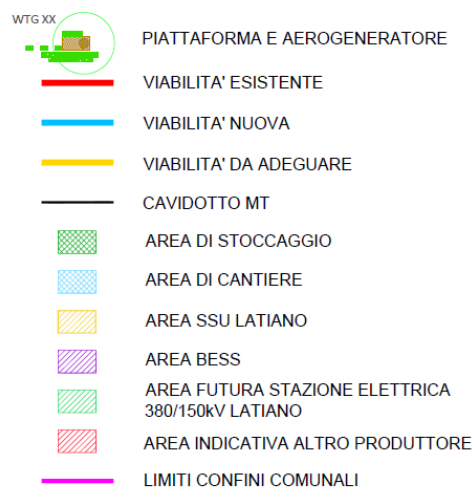 WTG XX
PIATTAFORMA E AEROGENERATORE
VIABILITA' ESISTENTE
VIABILITA' NUOVA
VIABILITA' DA ADEGUARE
CAVIDOTTO MT
AREA DI STOCCAGGIO
AREA DI CANTIERE
AREA SSU LATIANO
AREA BESS
AREA FUTURA STAZIONE ELETTRICA
380/150kV LATIANO
AREA INDICATIVA ALTRO PRODUTTORE
LIMITI CONFINI COMUNALI